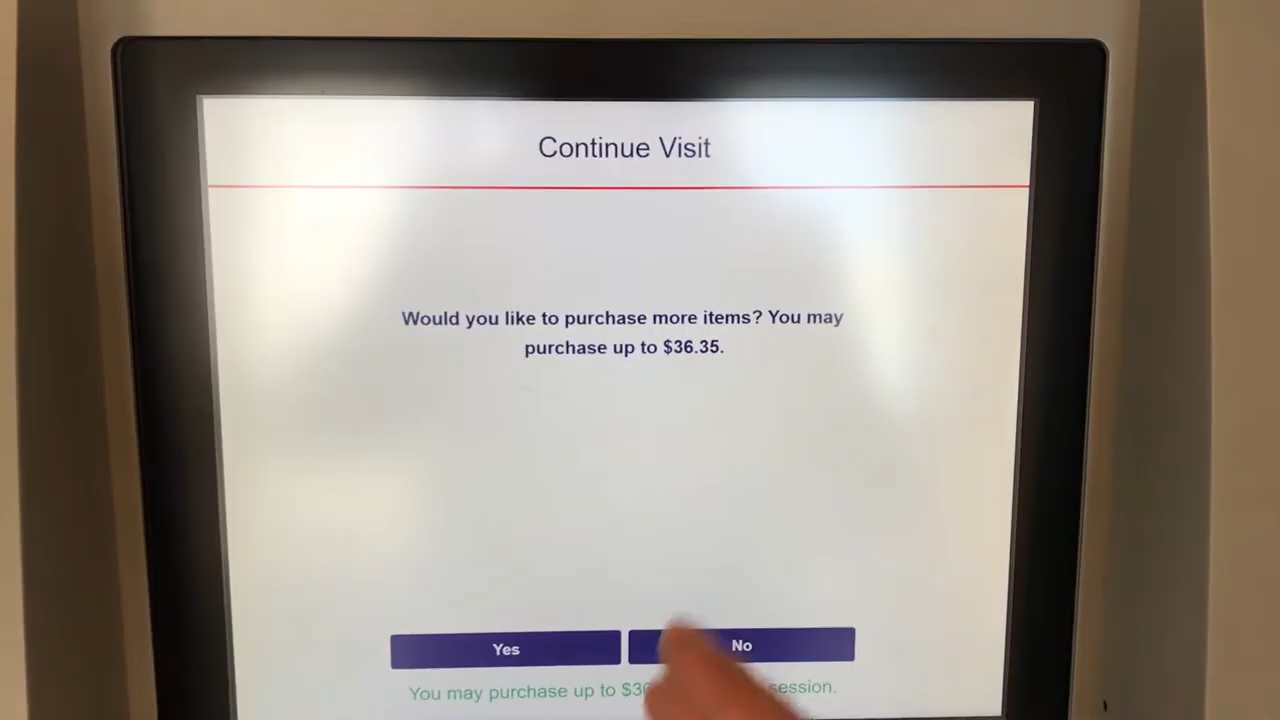 Continue Visit
Would you like to purchase more items? You may
purchase up to $36.35.
Yes
No
You may purchase up to $36 session.